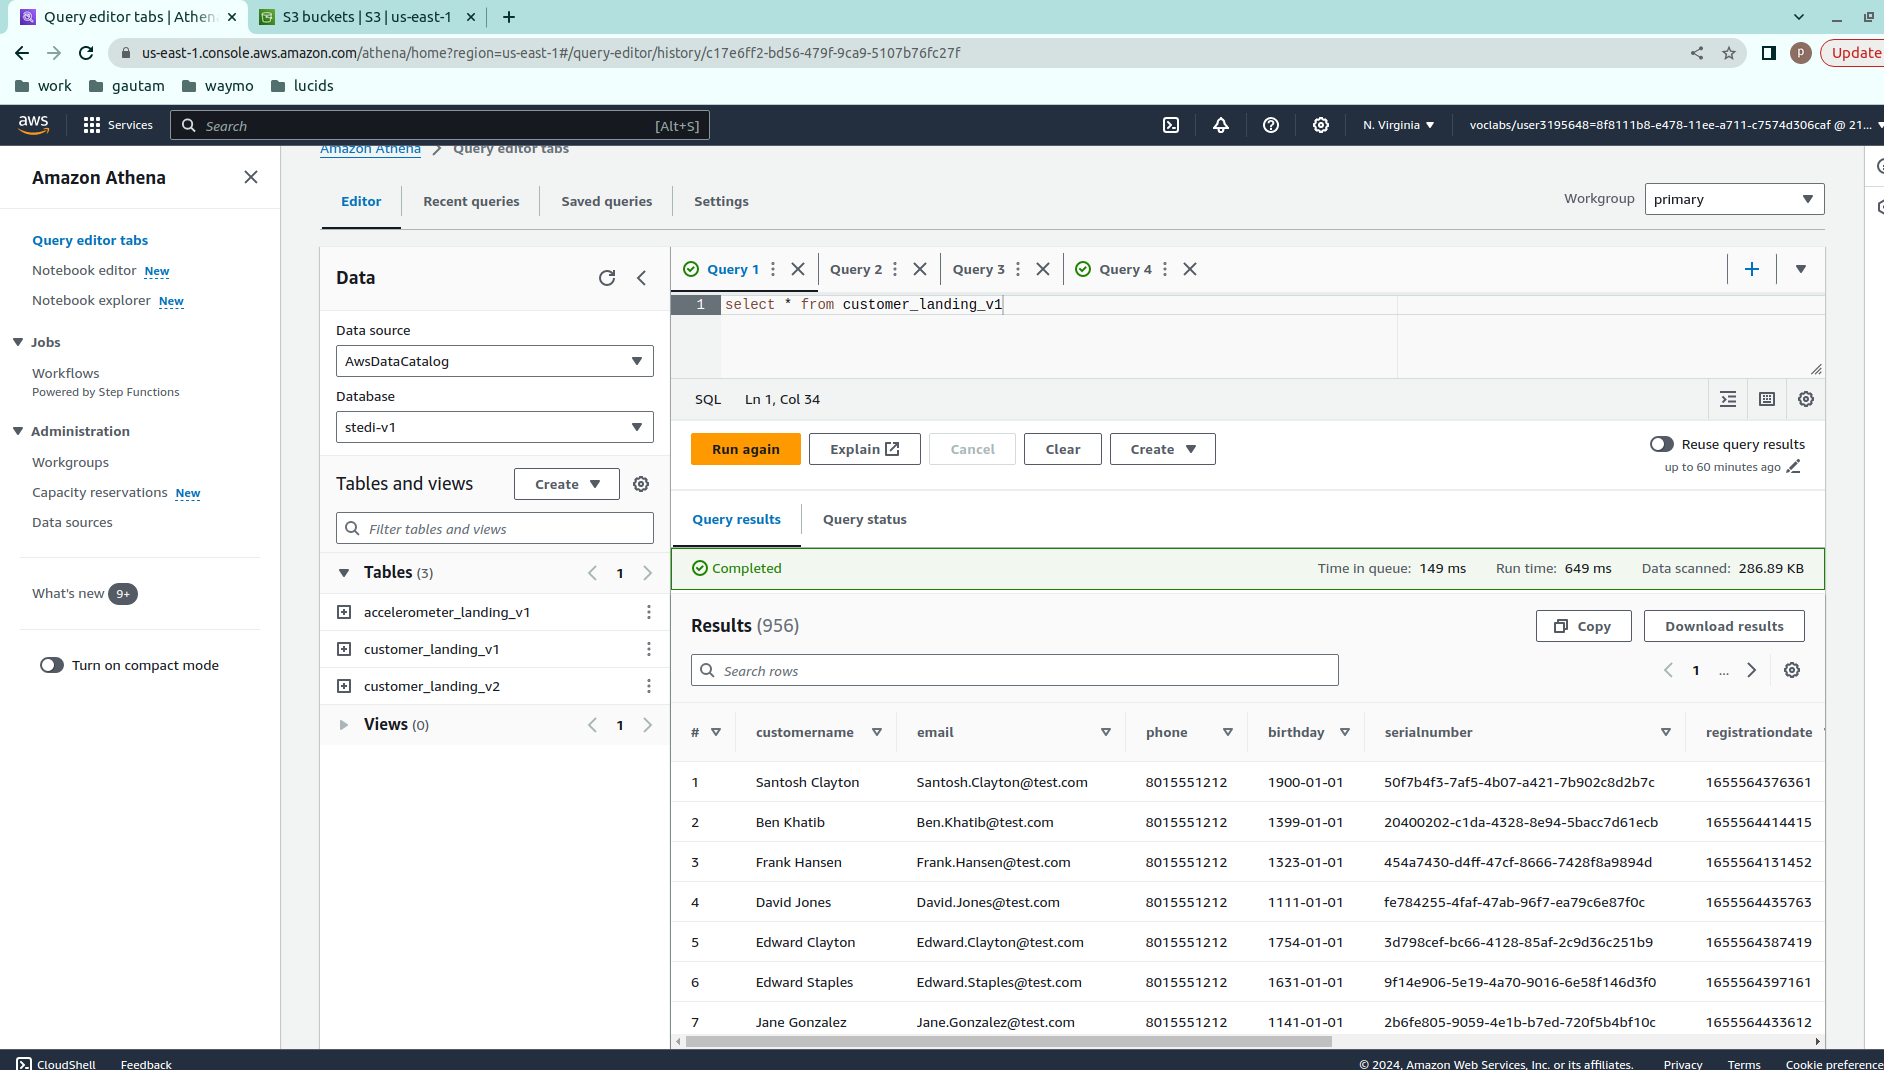 Query editor tabs | Athen
S3 buckets | S3 | us-east-1
us-east-1.console.aws.amazon.com/athena/home?region=us-east-1#/query-editor/history/c17e6ff2-bd56-479f-9ca9-5107b76fc27f
p
Update
work
gautam
waymo
lucids
aws
Services
Search
[Alt+S]
N. Virginia
voclabs/user3195648=8f8111b8-e478-11ee-a711-c7574d306caf @ 21...
Amazon Athena
Query editor tabs
Notebook editor New
Notebook explorer New
Jobs
Workflows
Powered by Step Functions
Administration
Workgroups
Capacity reservations New
Data sources
What's new 9+
Turn on compact mode
Amazon Athena
Query editor tabs
Editor
Recent queries
Saved queries
Settings
Workgroup
primary
Data
Data source
AwsDataCatalog
Database
stedi-v1
Tables and views
Create
Filter tables and views
Tables (3)
1
accelerometer_landing_v1
customer_landing_v1
customer_landing_v2
Views (0)
1
Query 1
Query 2
Query 3
Query 4
1 select * from customer_landing_v1
SQL
Ln 1, Col 34
Run again
Explain
Cancel
Clear
Create
Reuse query results
up to 60 minutes ago
Query results
Query status
Completed
Time in queue: 149 ms
Run time: 649 ms
Data scanned: 286.89 KB
Results (956)
Copy
Download results
Search rows
1
...
# customername email phone birthday serialnumber registrationdate
1 Santosh Clayton Santosh.Clayton@test.com 8015551212 1900-01-01 50f7b4f3-7af5-4b07-a421-7b902c8d2b7c 1655564376361
2 Ben Khatib Ben.Khatib@test.com 8015551212 1399-01-01 20400202-c1da-4328-8e94-5bacc7d61ecb 1655564414415
3 Frank Hansen Frank.Hansen@test.com 8015551212 1323-01-01 454a7430-d4ff-47cf-8666-7428f8a9894d 1655564131452
4 David Jones David.Jones@test.com 8015551212 1111-01-01 fe784255-4faf-47ab-96f7-ea79c6e87f0c 1655564435763
5 Edward Clayton Edward.Clayton@test.com 8015551212 1754-01-01 3d798cef-bc66-4128-85af-2c9d36c251b9 1655564387419
6 Edward Staples Edward.Staples@test.com 8015551212 1631-01-01 9f14e906-5e19-4a70-9016-6e58f146d3f0 1655564397161
7 Jane Gonzalez Jane.Gonzalez@test.com 8015551212 1141-01-01 2b6fe805-9059-4e1b-b7ed-720f5b4bf10c 1655564433612
CloudShell
Feedback
© 2024, Amazon Web Services, Inc. or its affiliates.
Privacy
Terms
Cookie preference